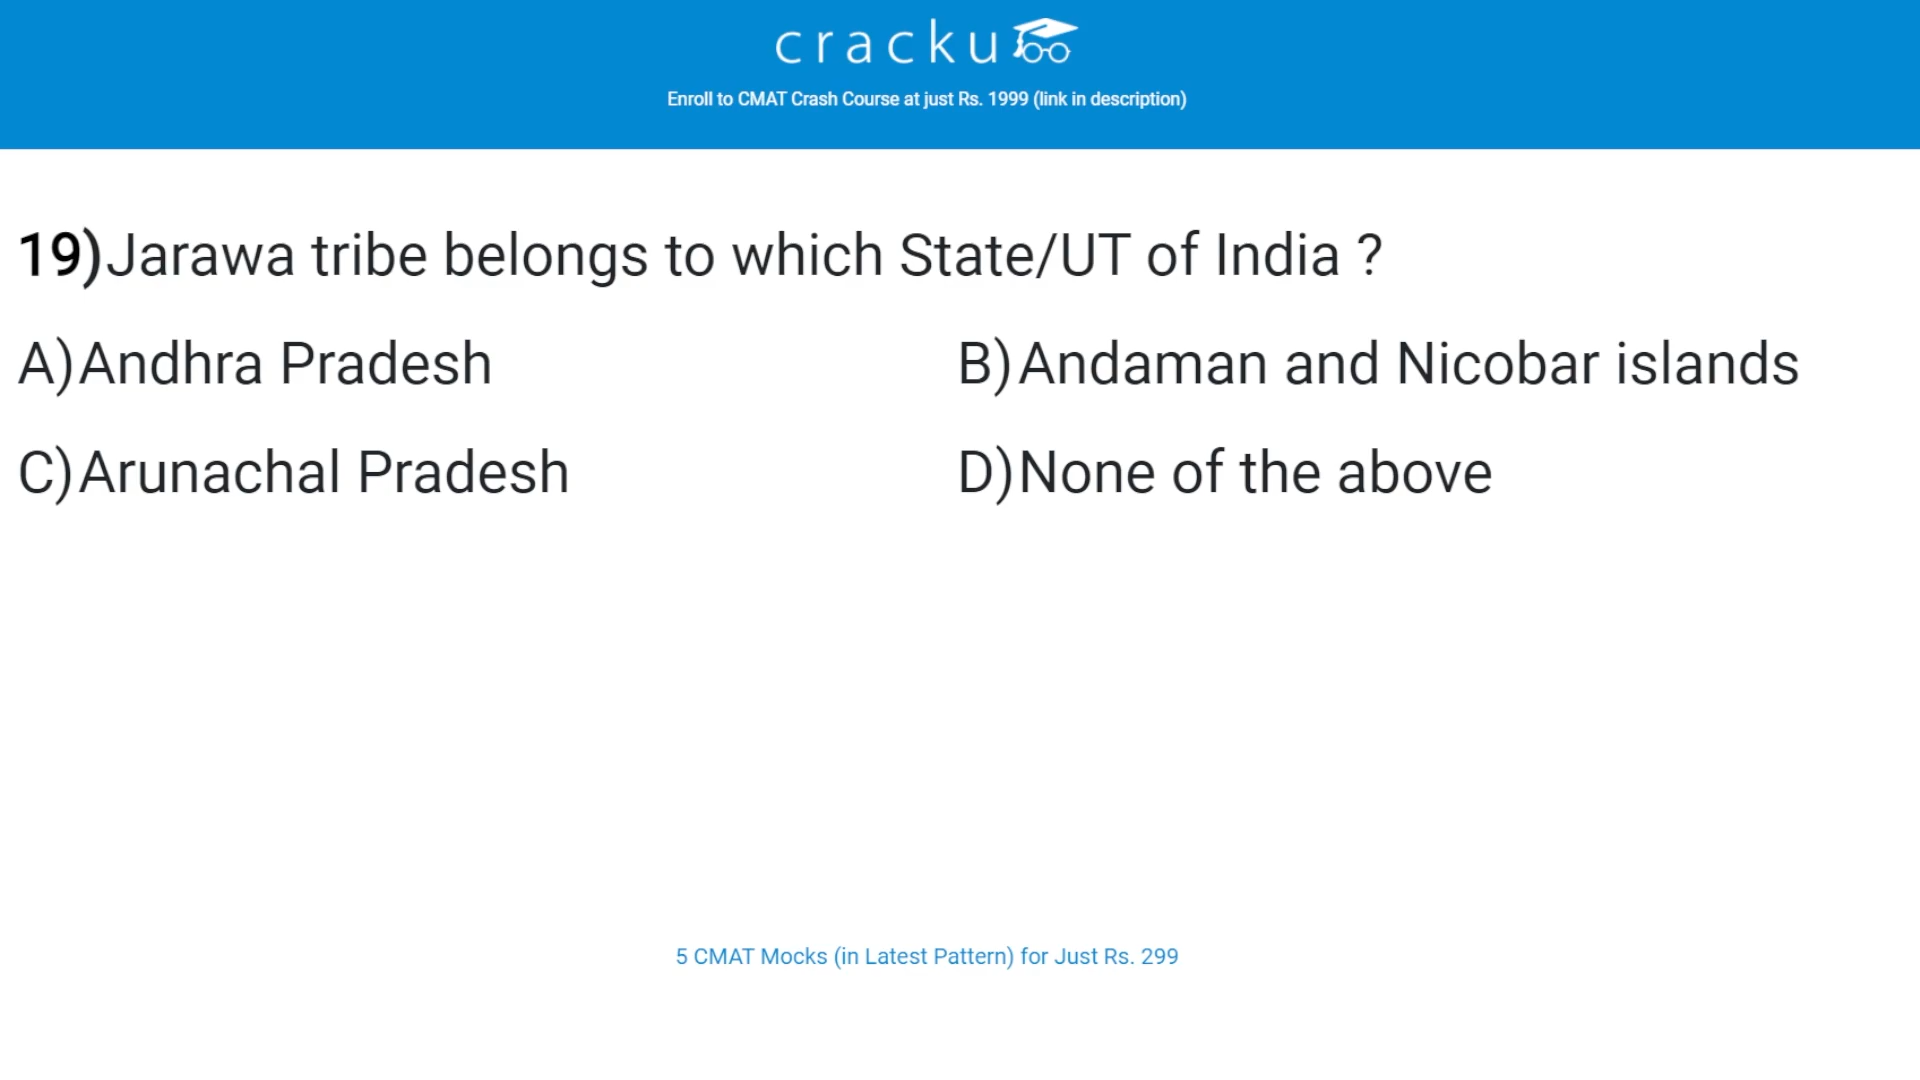 cracku
Enroll to CMAT Crash Course at just Rs. 1999 (link in description)
19)Jarawa tribe belongs to which State/UT of India ?
A)Andhra Pradesh B)Andaman and Nicobar islands
C)Arunachal Pradesh D)None of the above
5 CMAT Mocks (in Latest Pattern) for Just Rs. 299